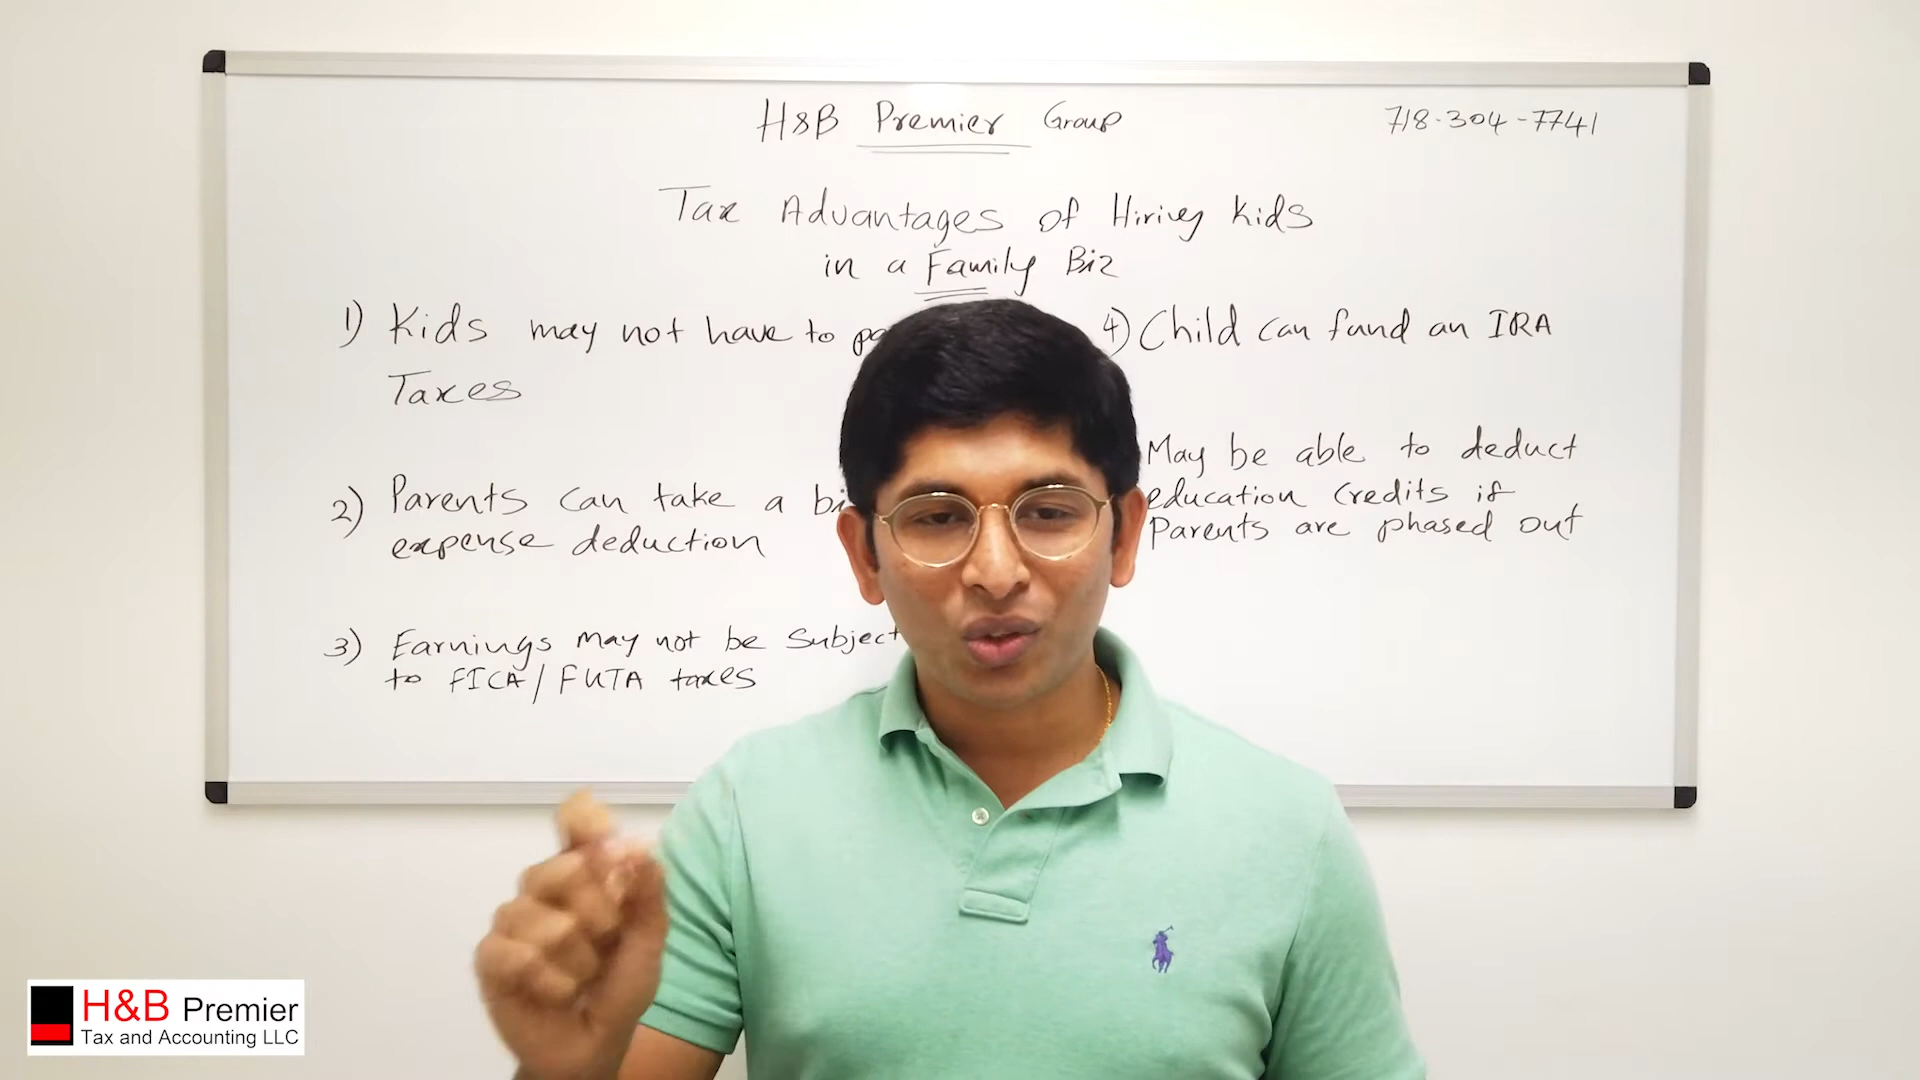 H&B Premier Group
718-304-7741
Tax Advantages of Hiring Kids
in a Family Biz
1) Kids may not have to
Taxes
2) Parents can take a
expense deduction
3) Earnings may not be Subject
to FICA/FUTA taxes
4) Child can fund an IRA
May be able to deduct
education credits if
Parents are phased out
H&B Premier
Tax and Accounting LLC